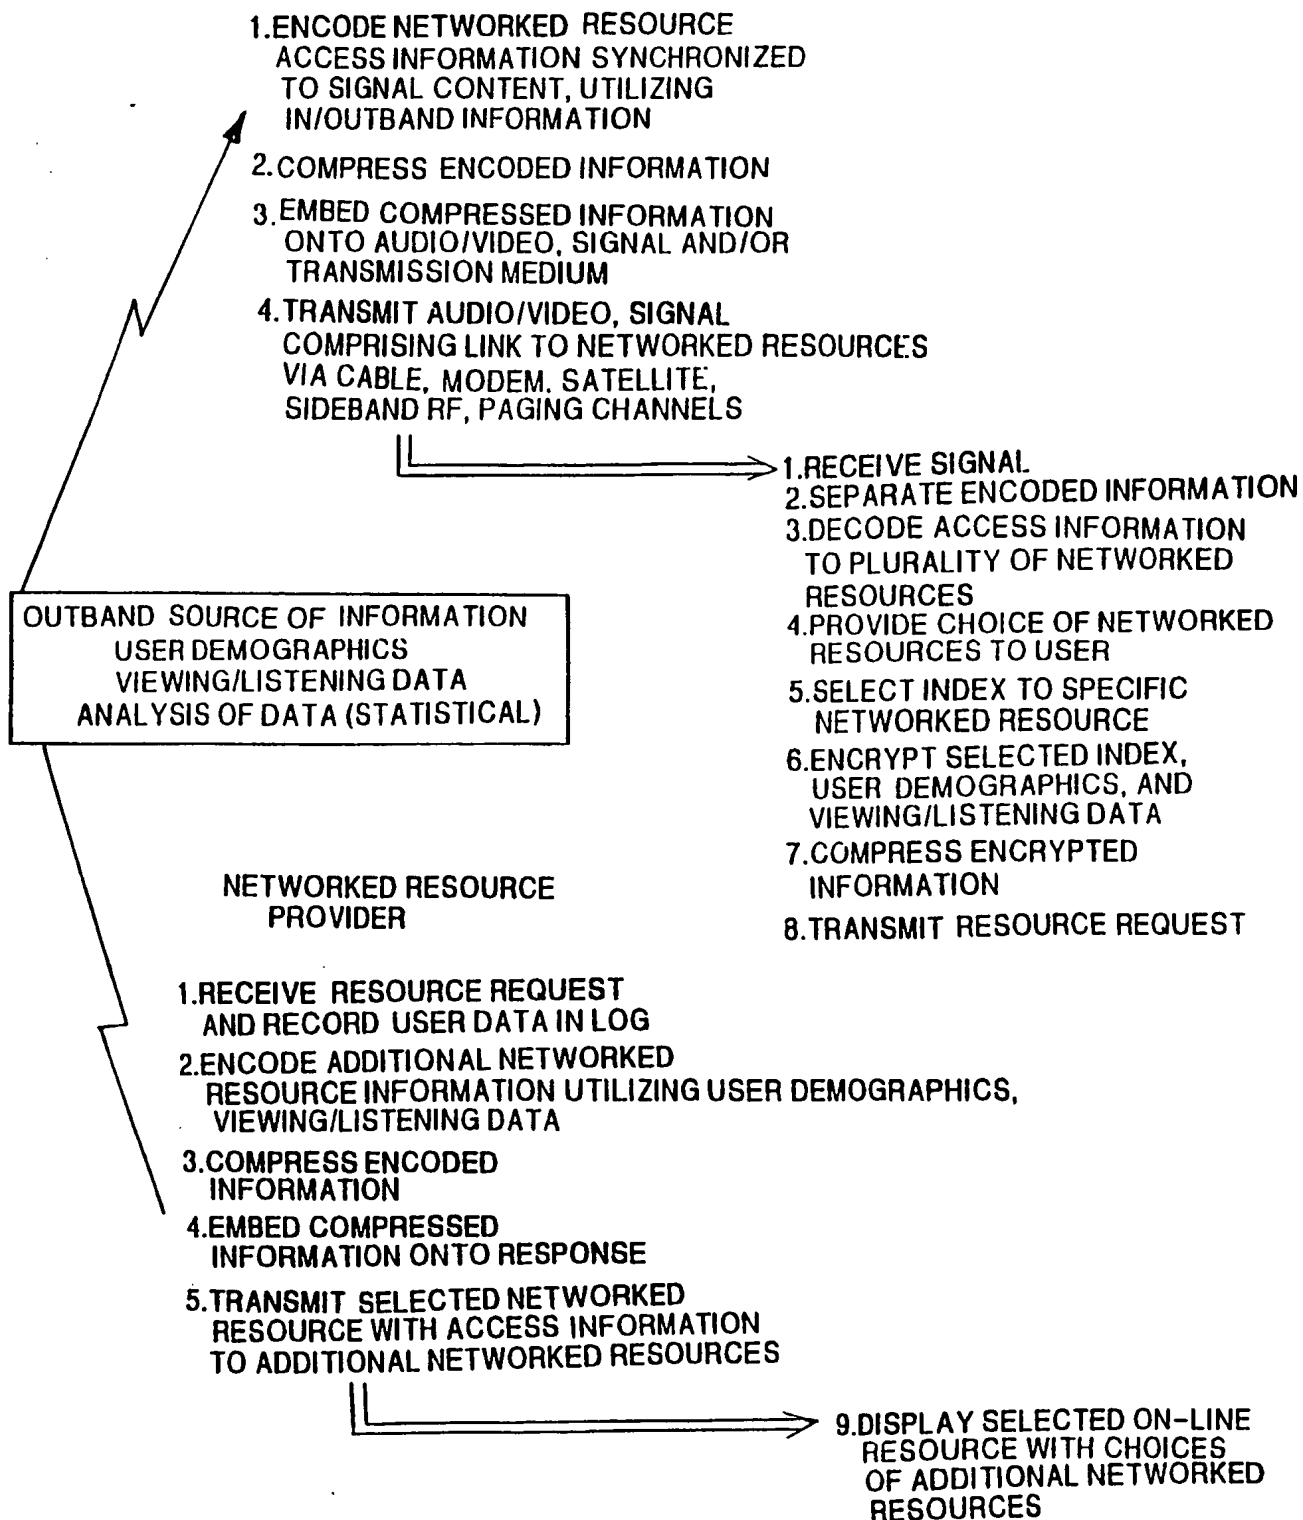 1.ENCODE NETWORKED RESOURCE
ACCESS INFORMATION SYNCHRONIZED
TO SIGNAL CONTENT, UTILIZING
IN/OUTBAND INFORMATION
2.COMPRESS ENCODED INFORMATION
3.EMBED COMPRESSED INFORMATION
ONTO AUDIO/VIDEO, SIGNAL AND/OR
TRANSMISSION MEDIUM
4.TRANSMIT AUDIO/VIDEO, SIGNAL
COMPRISING LINK TO NETWORKED RESOURCES
VIA CABLE, MODEM. SATELLITE,
SIDEBAND RF, PAGING CHANNELS
1.RECEIVE SIGNAL
2.SEPARATE ENCODED INFORMATION
3.DECODE ACCESS INFORMATION
TO PLURALITY OF NETWORKED
RESOURCES
4.PROVIDE CHOICE OF NETWORKED
RESOURCES TO USER
5.SELECT INDEX TO SPECIFIC
NETWORKED RESOURCE
6.ENCRYPT SELECTED INDEX,
USER DEMOGRAPHICS, AND
VIEWING/LISTENING DATA
7.COMPRESS ENCRYPTED
INFORMATION
8.TRANSMIT RESOURCE REQUEST
OUTBAND SOURCE OF INFORMATION
USER DEMOGRAPHICS
VIEWING/LISTENING DATA
ANALYSIS OF DATA (STATISTICAL)
NETWORKED RESOURCE
PROVIDER
1.RECEIVE RESOURCE REQUEST
AND RECORD USER DATA IN LOG
2.ENCODE ADDITIONAL NETWORKED
RESOURCE INFORMATION UTILIZING USER DEMOGRAPHICS,
VIEWING/LISTENING DATA
3.COMPRESS ENCODED
INFORMATION
4.EMBED COMPRESSED
INFORMATION ONTO RESPONSE
5.TRANSMIT SELECTED NETWORKED
RESOURCE WITH ACCESS INFORMATION
TO ADDITIONAL NETWORKED RESOURCES
9.DISPLAY SELECTED ON-LINE
RESOURCE WITH CHOICES
OF ADDITIONAL NETWORKED
RESOURCES